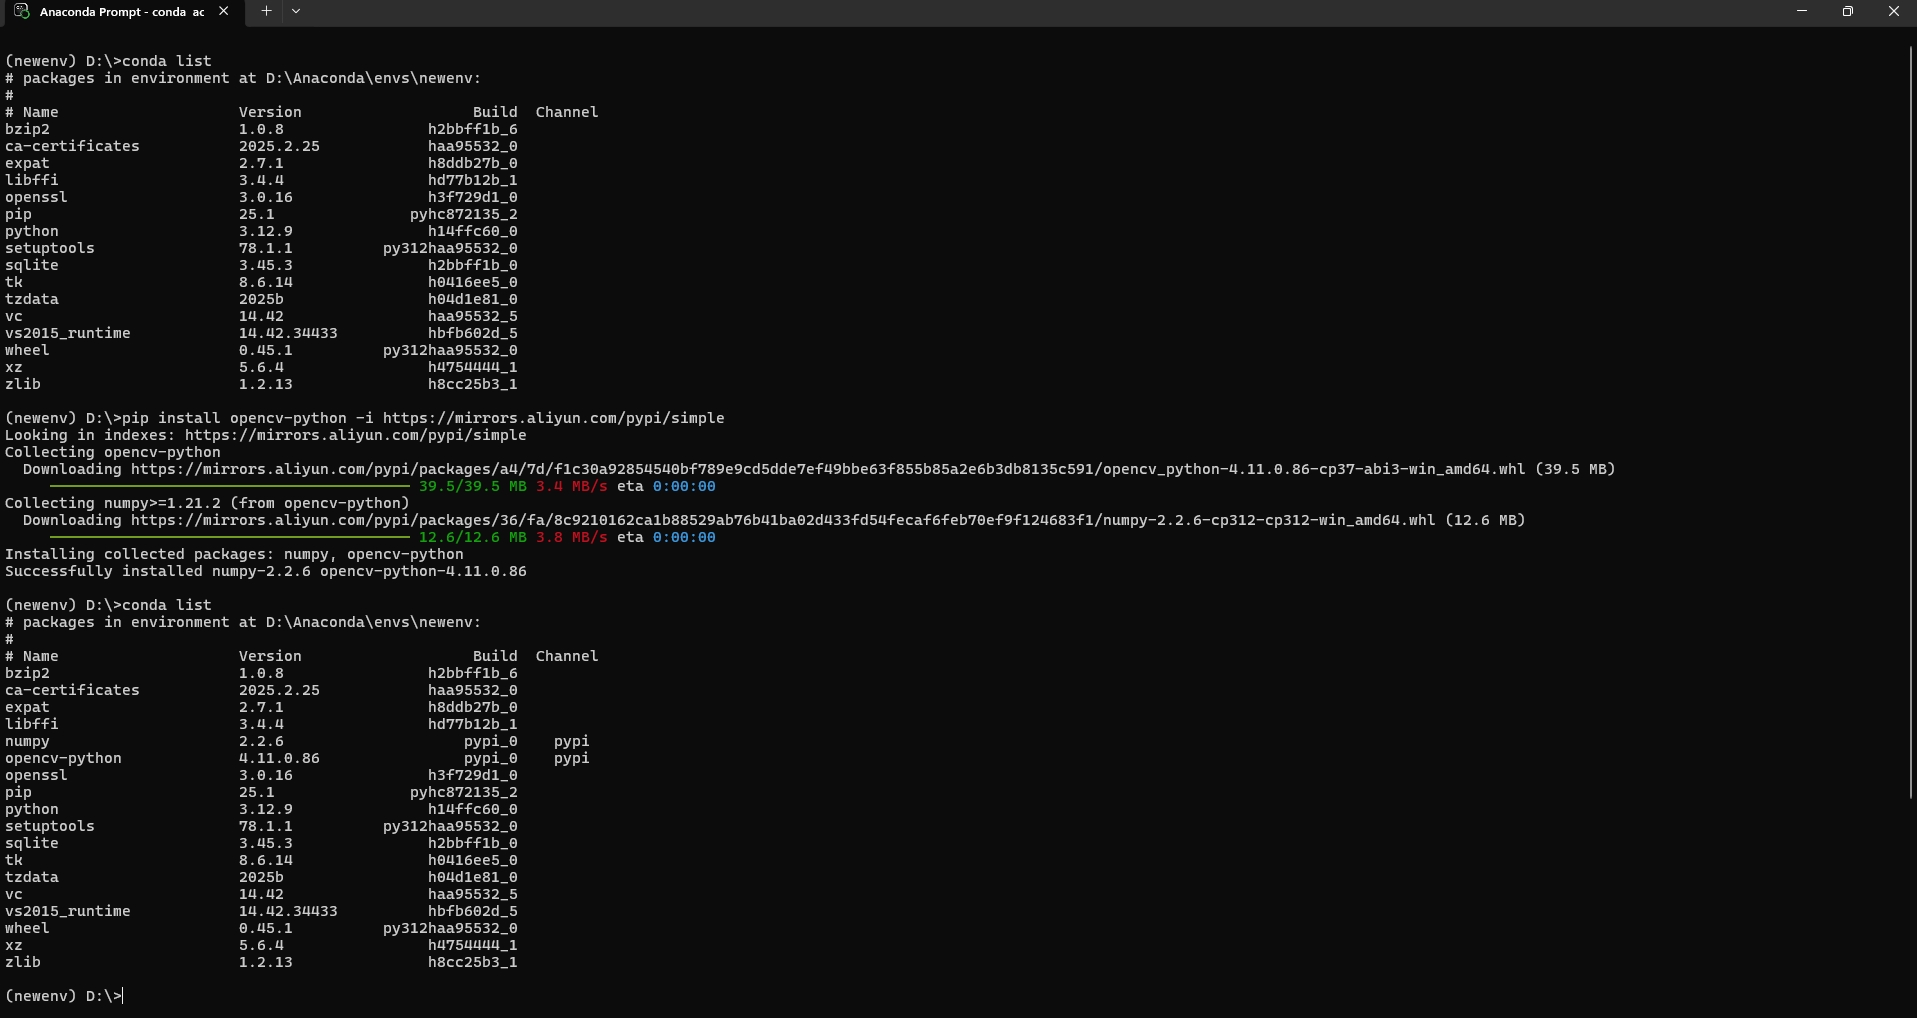 Anaconda Prompt - conda ac
(newenv) D:\>conda list
# packages in environment at D:\Anaconda\envs\newenv:
#
# Name                    Version                   Build  Channel
bzip2                     1.0.8                h2bbff1b_6
ca-certificates           2025.2.25            haa95532_0
expat                     2.7.1                h8ddb27b_0
libffi                    3.4.4                hd77b12b_1
openssl                   3.0.16               h3f729d1_0
pip                       25.1               pyhc872135_2
python                    3.12.9               h14ffc60_0
setuptools                78.1.1          py312haa95532_0
sqlite                    3.45.3               h2bbff1b_0
tk                        8.6.14               h0416ee5_0
tzdata                    2025b                h04d1e81_0
vc                        14.42                haa95532_5
vs2015_runtime            14.42.34433          hbfb602d_5
wheel                     0.45.1          py312haa95532_0
xz                        5.6.4                h4754444_1
zlib                      1.2.13               h8cc25b3_1
(newenv) D:\>pip install opencv-python -i https://mirrors.aliyun.com/pypi/simple
Looking in indexes: https://mirrors.aliyun.com/pypi/simple
Collecting opencv-python
  Downloading https://mirrors.aliyun.com/pypi/packages/a4/7d/f1c30a92854540bf789e9cd5dde7ef49bbe63f855b85a2e6b3db8135c591/opencv_python-4.11.0.86-cp37-abi3-win_amd64.whl (39.5 MB)
39.5/39.5 MB 3.4 MB/s eta 0:00:00
Collecting numpy>=1.21.2 (from opencv-python)
  Downloading https://mirrors.aliyun.com/pypi/packages/36/fa/8c9210162ca1b88529ab76b41ba02d433fd54fecaf6feb70ef9f124683f1/numpy-2.2.6-cp312-cp312-win_amd64.whl (12.6 MB)
12.6/12.6 MB 3.8 MB/s eta 0:00:00
Installing collected packages: numpy, opencv-python
Successfully installed numpy-2.2.6 opencv-python-4.11.0.86
(newenv) D:\>conda list
# packages in environment at D:\Anaconda\envs\newenv:
#
# Name                    Version                   Build  Channel
bzip2                     1.0.8                h2bbff1b_6
ca-certificates           2025.2.25            haa95532_0
expat                     2.7.1                h8ddb27b_0
libffi                    3.4.4                hd77b12b_1
numpy                     2.2.6                    pypi_0    pypi
opencv-python             4.11.0.86                pypi_0    pypi
openssl                   3.0.16               h3f729d1_0
pip                       25.1               pyhc872135_2
python                    3.12.9               h14ffc60_0
setuptools                78.1.1          py312haa95532_0
sqlite                    3.45.3               h2bbff1b_0
tk                        8.6.14               h0416ee5_0
tzdata                    2025b                h04d1e81_0
vc                        14.42                haa95532_5
vs2015_runtime            14.42.34433          hbfb602d_5
wheel                     0.45.1          py312haa95532_0
xz                        5.6.4                h4754444_1
zlib                      1.2.13               h8cc25b3_1
(newenv) D:\>